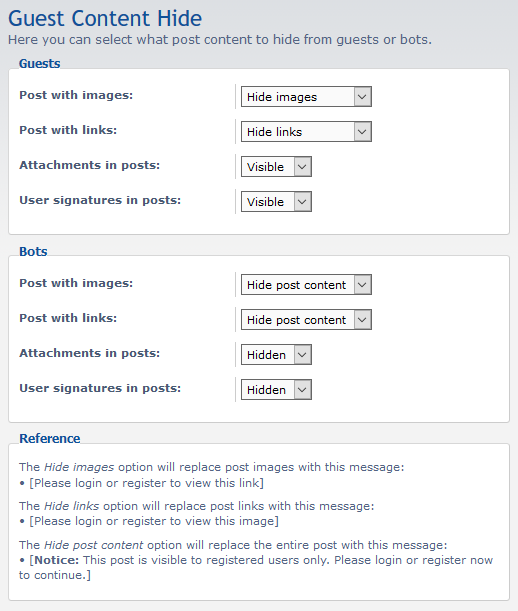 Guest Content Hide
Here you can select what post content to hide from guests or bots.
Guests
Post with images: Hide images
Post with links: Hide links
Attachments in posts: Visible
User signatures in posts: Visible
Bots
Post with images: Hide post content
Post with links: Hide post content
Attachments in posts: Hidden
User signatures in posts: Hidden
Reference
The Hide images option will replace post images with this message:
• [Please login or register to view this link]
The Hide links option will replace post links with this message:
• [Please login or register to view this image]
The Hide post content option will replace the entire post with this message:
• [Notice: This post is visible to registered users only. Please login or register now
to continue.]